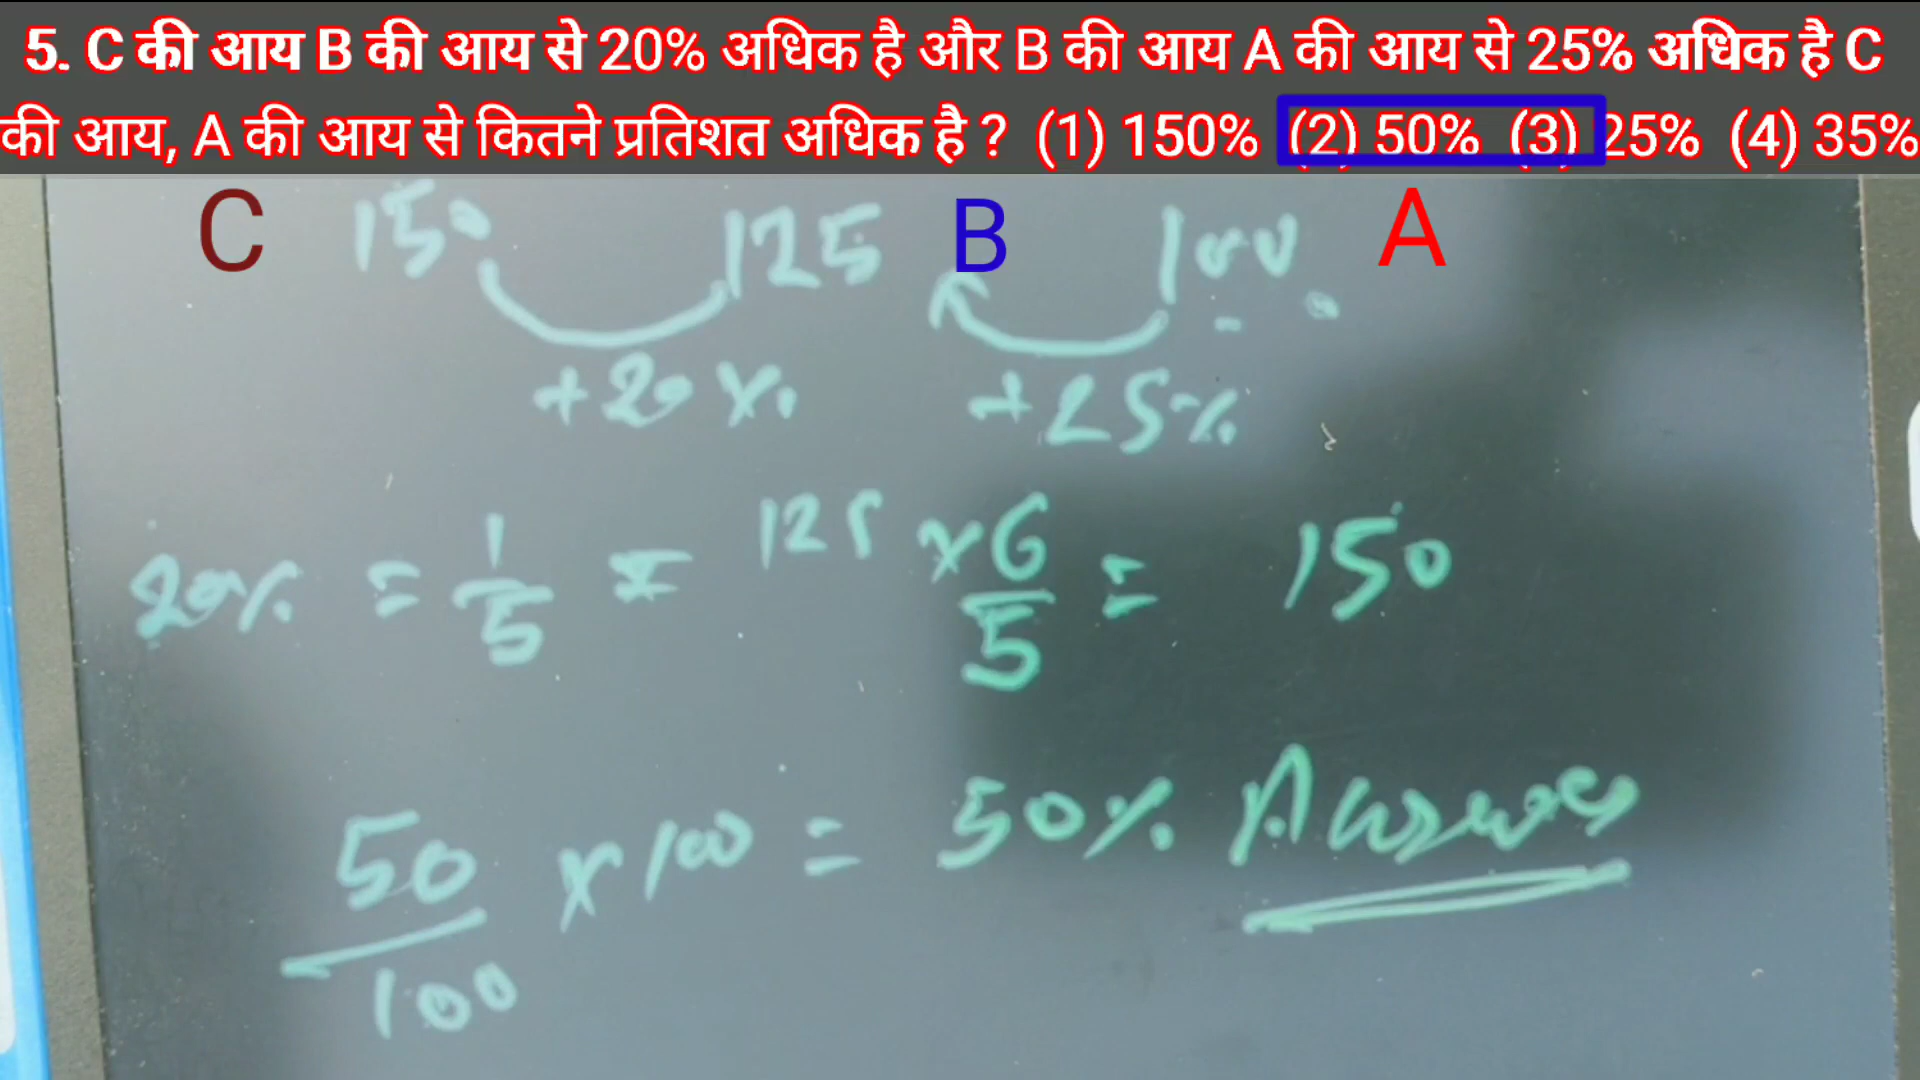 5. C की आय B की आय से 20% अधिक है और B की आय A की आय से 25% अधिक है C
की आय, A की आय से कितने प्रतिशत अधिक है ? (1) 150% (2) 50% (3) 25% (4) 35%
C 150 125 B 100 A
+20% +25%
20% = 1/5 = 125 × 6/5 = 150
50/100 × 100 = 50% Answer